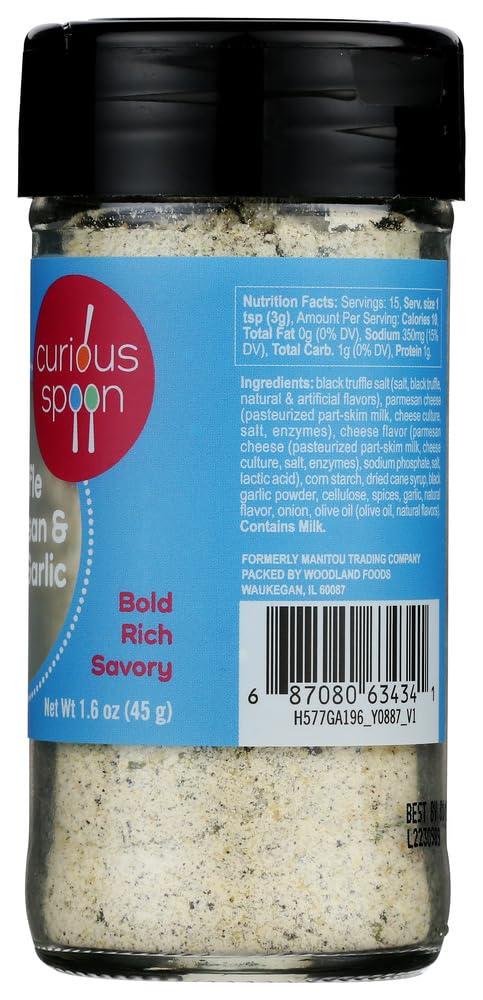 curious
spoon
an &
Garlic
Bold
Rich
Savory
Net Wt 1.6 oz (45 g)
Nutrition Facts: Servings: 15, Serv. size 1
tsp (3g), Amount Per Serving: Calories 10,
Total Fat 0g (0% DV), Sodium 350mg (15%
DV), Total Carb. 1g (0% DV), Protein 1g.
Ingredients: black truffle salt (salt, black truffle,
natural & artificial flavors), parmesan cheese
(pasteurized part-skim milk, cheese culture,
salt, enzymes), cheese flavor (parmesan
cheese (pasteurized part-skim milk, cheese
culture, salt, enzymes), sodium phosphate, salt,
lactic acid), corn starch, dried cane syrup, black
garlic powder, cellulose, spices, garlic, natural
flavor, onion, olive oil (olive oil, natural flavors).
Contains Milk.
FORMERLY MANITOU TRADING COMPANY
PACKED BY WOODLAND FOODS
WAUKEGAN, IL 60087
6 87080 63434 1
H577GA196_Y0887_V1
BEST BY